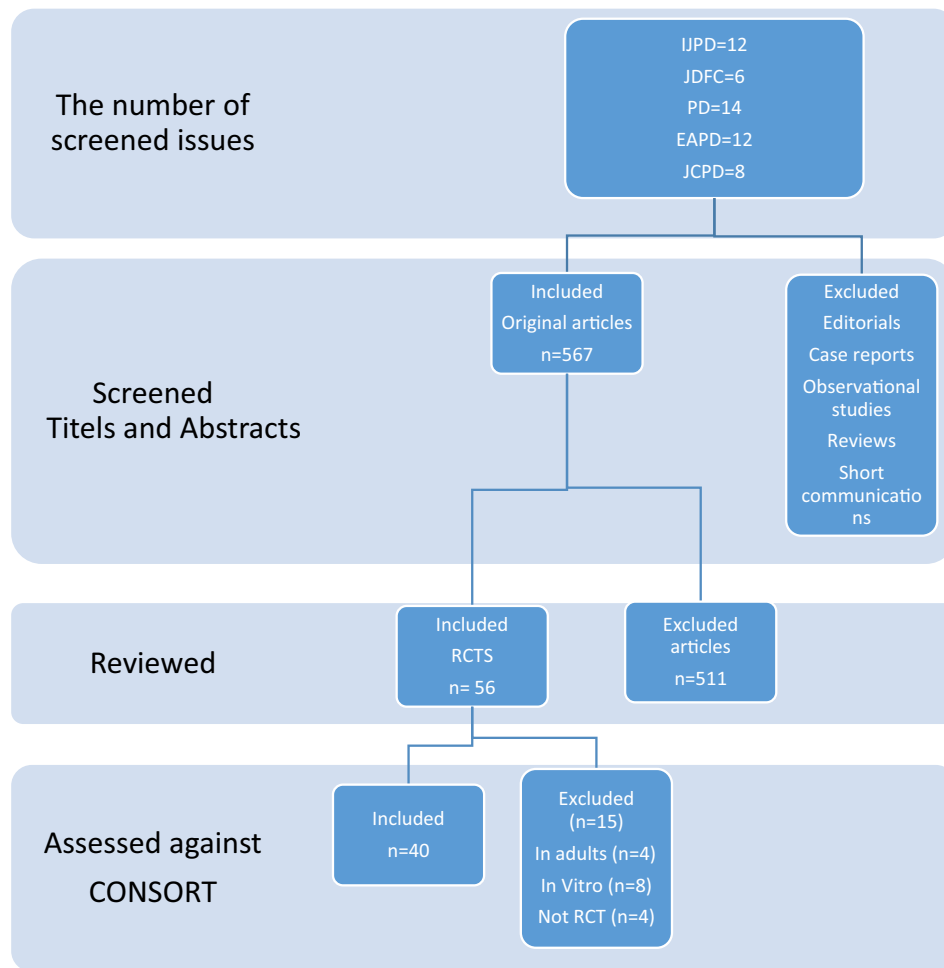 The number of
screened issues
IJPD=12
JDFC=6
PD=14
EAPD=12
JCPD=8
Screened
Titels and Abstracts
Included
Original articles
n=567
Excluded
Editorials
Case reports
Observational
studies
Reviews
Short
communicatio
ns
Reviewed
Included
RCTS
n= 56
Excluded
articles
n=511
Assessed against
CONSORT
Included
n=40
Excluded
(n=15)
In adults (n=4)
In Vitro (n=8)
Not RCT (n=4)